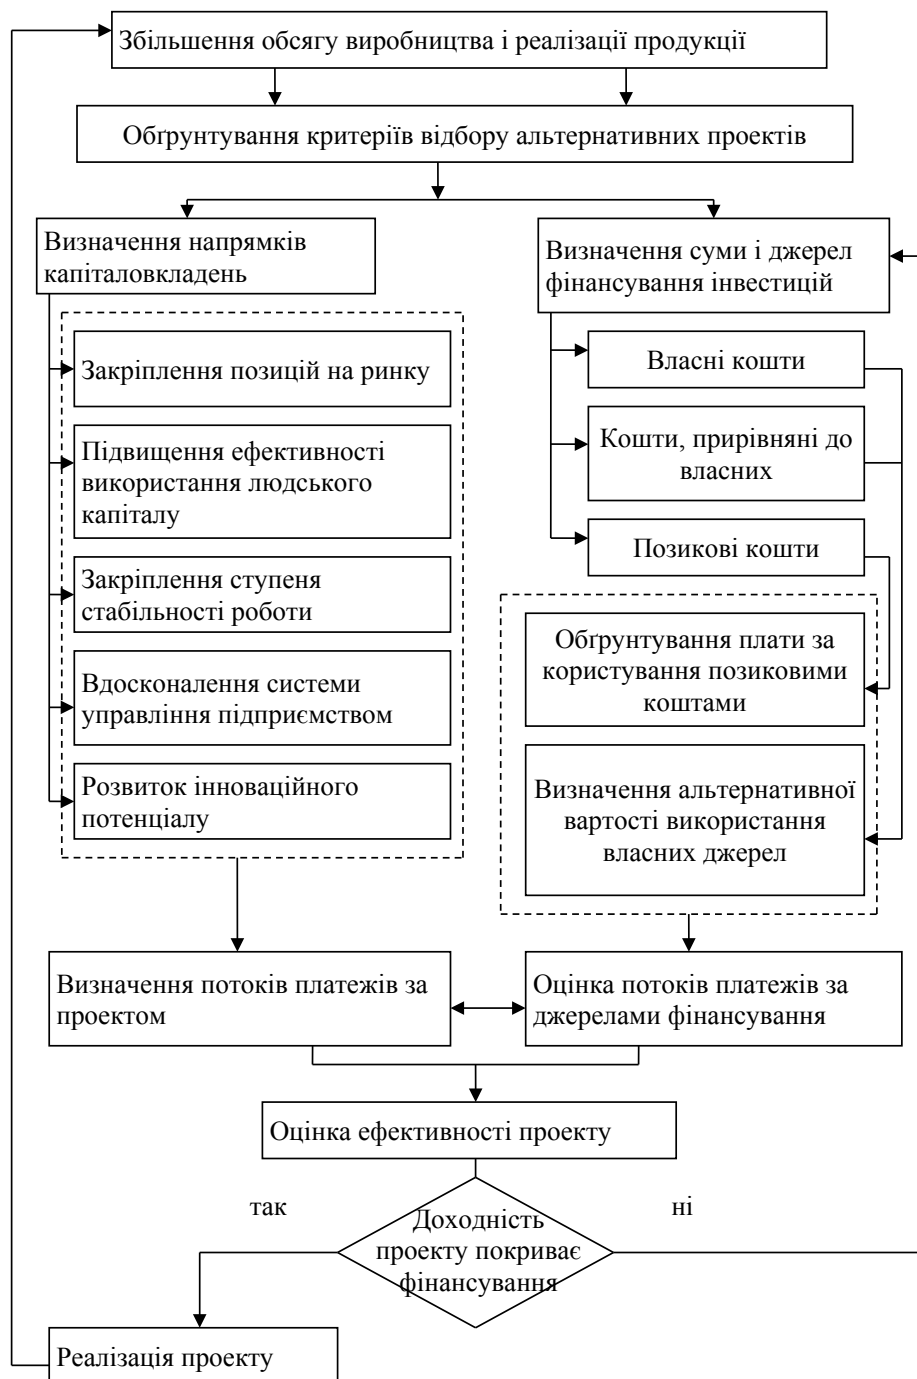 Збільшення обсягу виробництва і реалізації продукції
Обґрунтування критеріїв відбору альтернативних проектів
Визначення напрямків
капіталовкладень
Закріплення позицій на ринку
Підвищення ефективності
використання людського
капіталу
Закріплення ступеня
стабільності роботи
Вдосконалення системи
управління підприємством
Розвиток інноваційного
потенціалу
Визначення суми і джерел
фінансування інвестицій
Власні кошти
Кошти, прирівняні до
власних
Позикові кошти
Обґрунтування плати за
користування позиковими
коштами
Визначення альтернативної
вартості використання
власних джерел
Визначення потоків платежів за
проектом
Оцінка потоків платежів за
джерелами фінансування
Оцінка ефективності проекту
так
ні
Доходність
проекту покриває
фінансування
Реалізація проекту